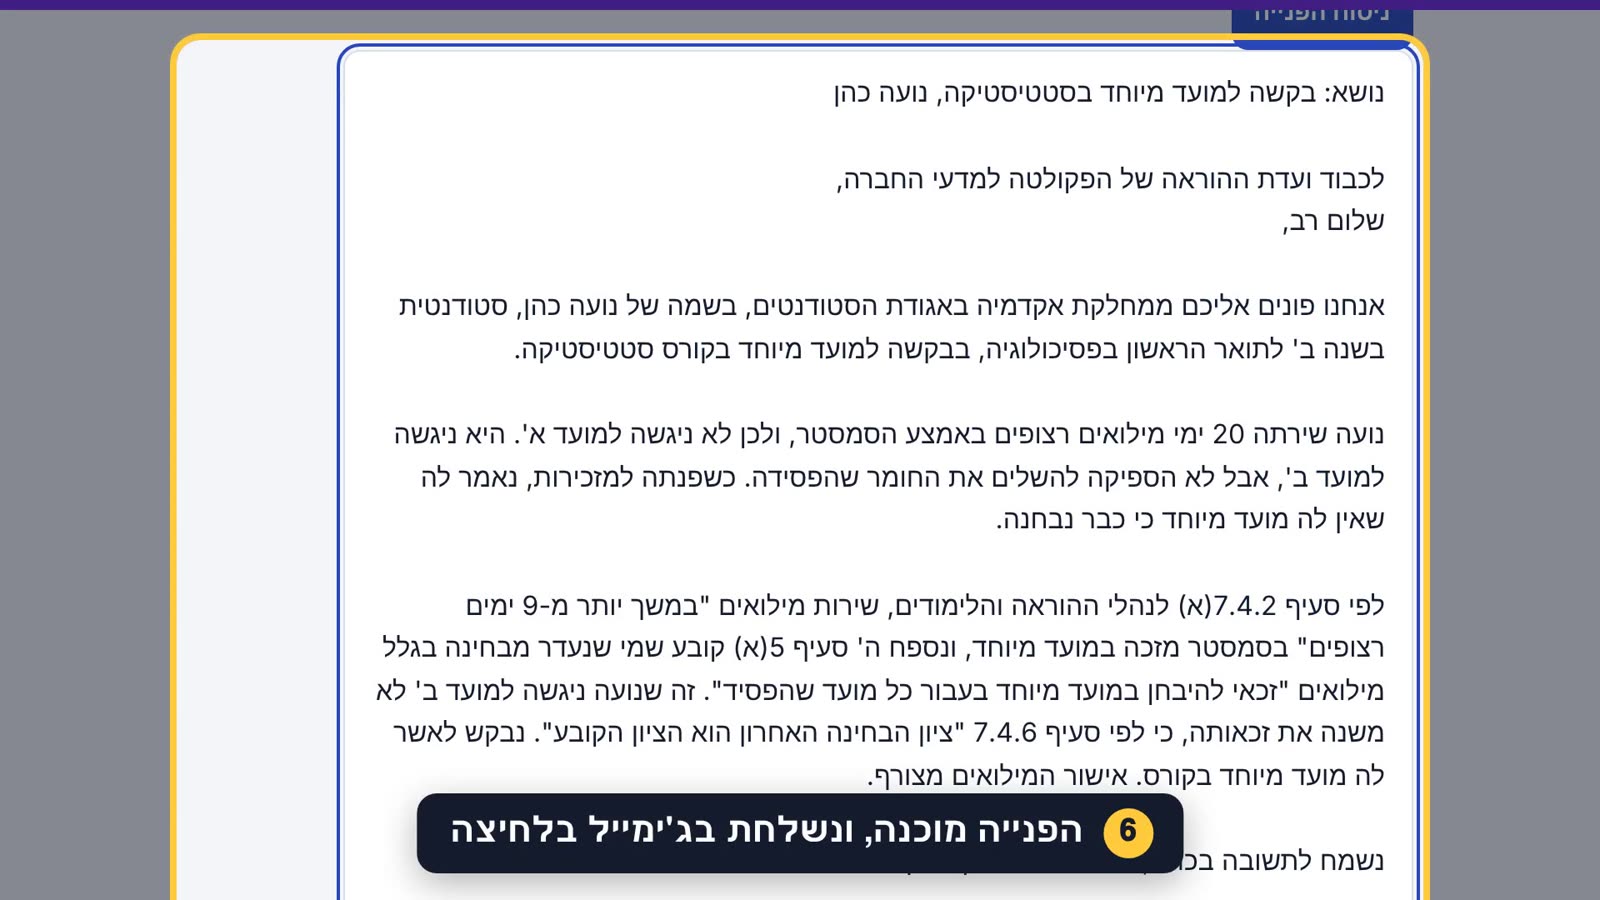 ניסוח הפנייה
נושא: בקשה למועד מיוחד בסטטיסטיקה, נועה כהן
לכבוד ועדת ההוראה של הפקולטה למדעי החברה,
שלום רב,
אנחנו פונים אליכם ממחלקת אקדמיה באגודת הסטודנטים, בשמה של נועה כהן, סטודנטית
בשנה ב' לתואר הראשון בפסיכולוגיה, בבקשה למועד מיוחד בקורס סטטיסטיקה.
נועה שירתה 20 ימי מילואים רצופים באמצע הסמסטר, ולכן לא ניגשה למועד א'. היא ניגשה
למועד ב', אבל לא הספיקה להשלים את החומר שהפסידה. כשפנתה למזכירות, נאמר לה
שאין לה מועד מיוחד כי כבר נבחנה.
לפי סעיף 7.4.2(א) לנהלי ההוראה והלימודים, שירות מילואים "במשך יותר מ-9 ימים
רצופים" בסמסטר מזכה במועד מיוחד, ונספח ה' סעיף 5(א) קובע שמי שנעדר מבחינה בגלל
מילואים "זכאי להיבחן במועד מיוחד בעבור כל מועד שהפסיד". זה שנועה ניגשה למועד ב' לא
משנה את זכאותה, כי לפי סעיף 7.4.6 "ציון הבחינה האחרון הוא הציון הקובע". נבקש לאשר
לה מועד מיוחד בקורס. אישור המילואים מצורף.
6 הפנייה מוכנה, ונשלחת בג'ימייל בלחיצה
נשמח לתשובה